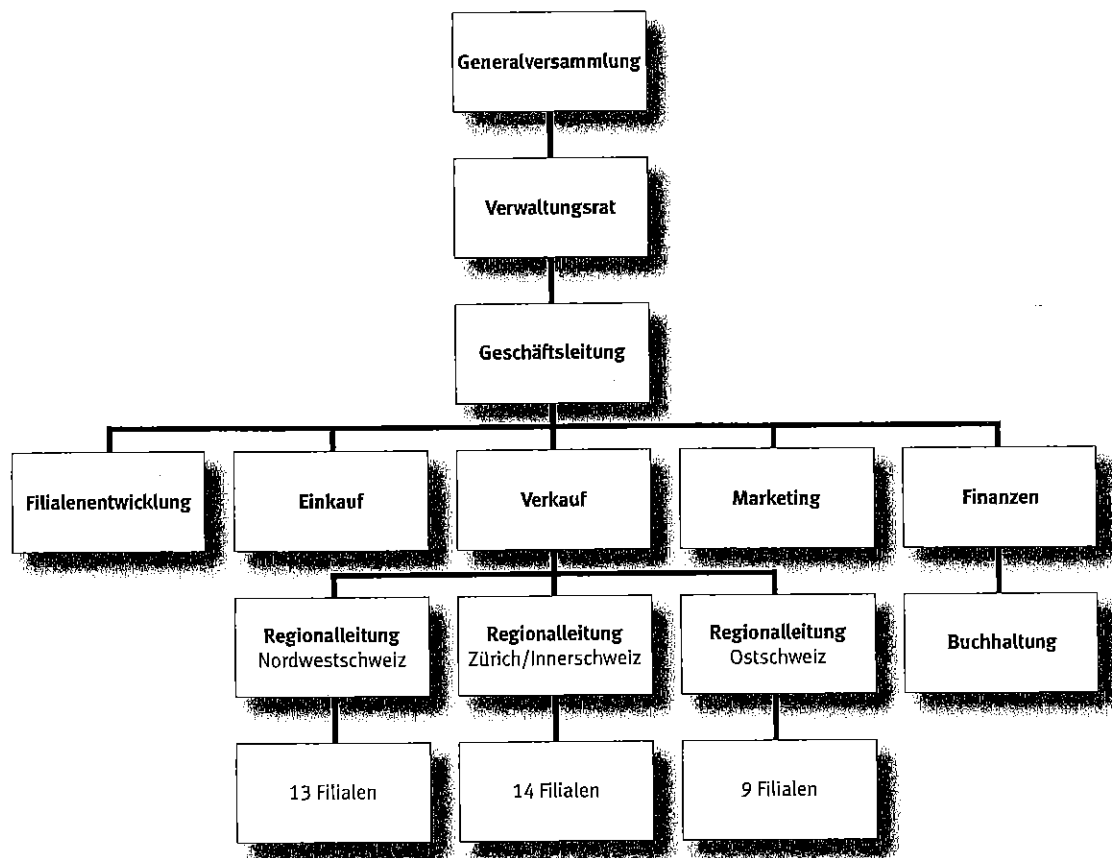 Generalversammlung
Verwaltungsrat
Geschäftsleitung
Filialenentwicklung
Einkauf
Verkauf
Marketing
Finanzen
Regionalleitung
Nordwestschweiz
Regionalleitung
Zürich/Innerschweiz
Regionalleitung
Ostschweiz
Buchhaltung
13 Filialen
14 Filialen
9 Filialen